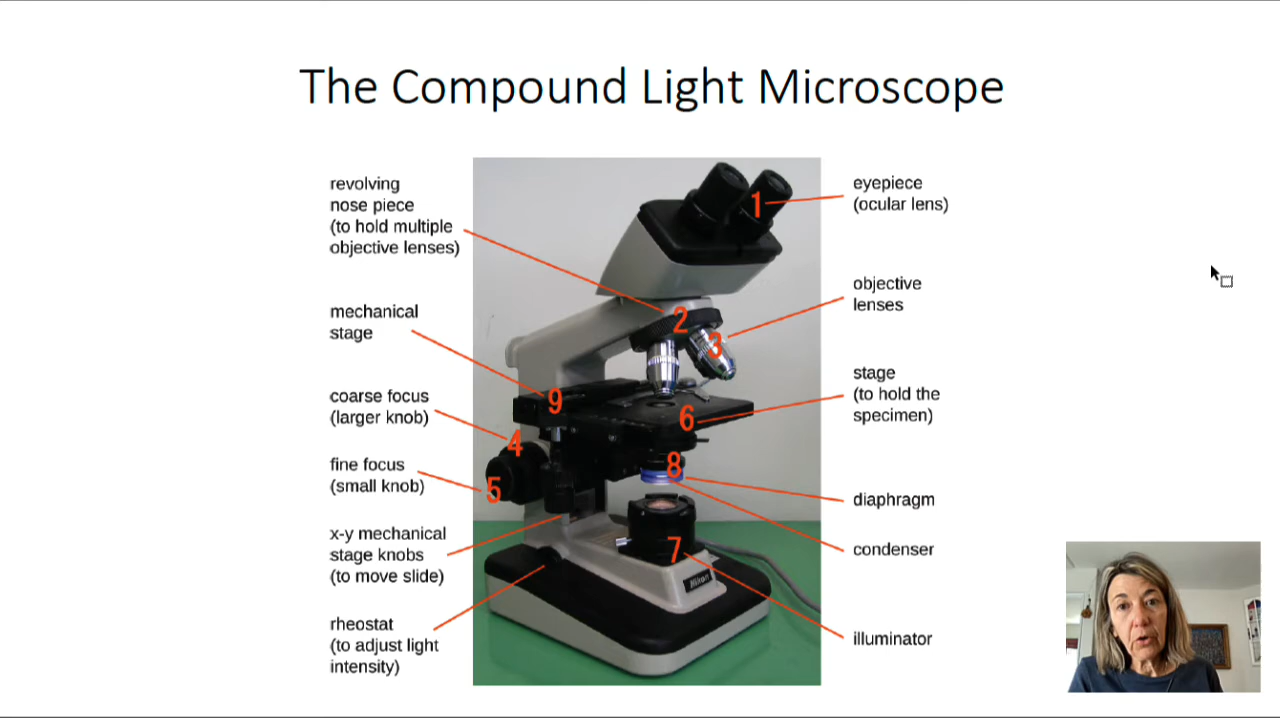 The Compound Light Microscope
revolving
nose piece
(to hold multiple
objective lenses)
mechanical
stage
coarse focus
(larger knob)
fine focus
(small knob)
x-y mechanical
stage knobs
(to move slide)
rheostat
(to adjust light
intensity)
1
2
3
9
6
4
8
5
7
Nikon
eyepiece
(ocular lens)
objective
lenses
stage
(to hold the
specimen)
diaphragm
condenser
illuminator